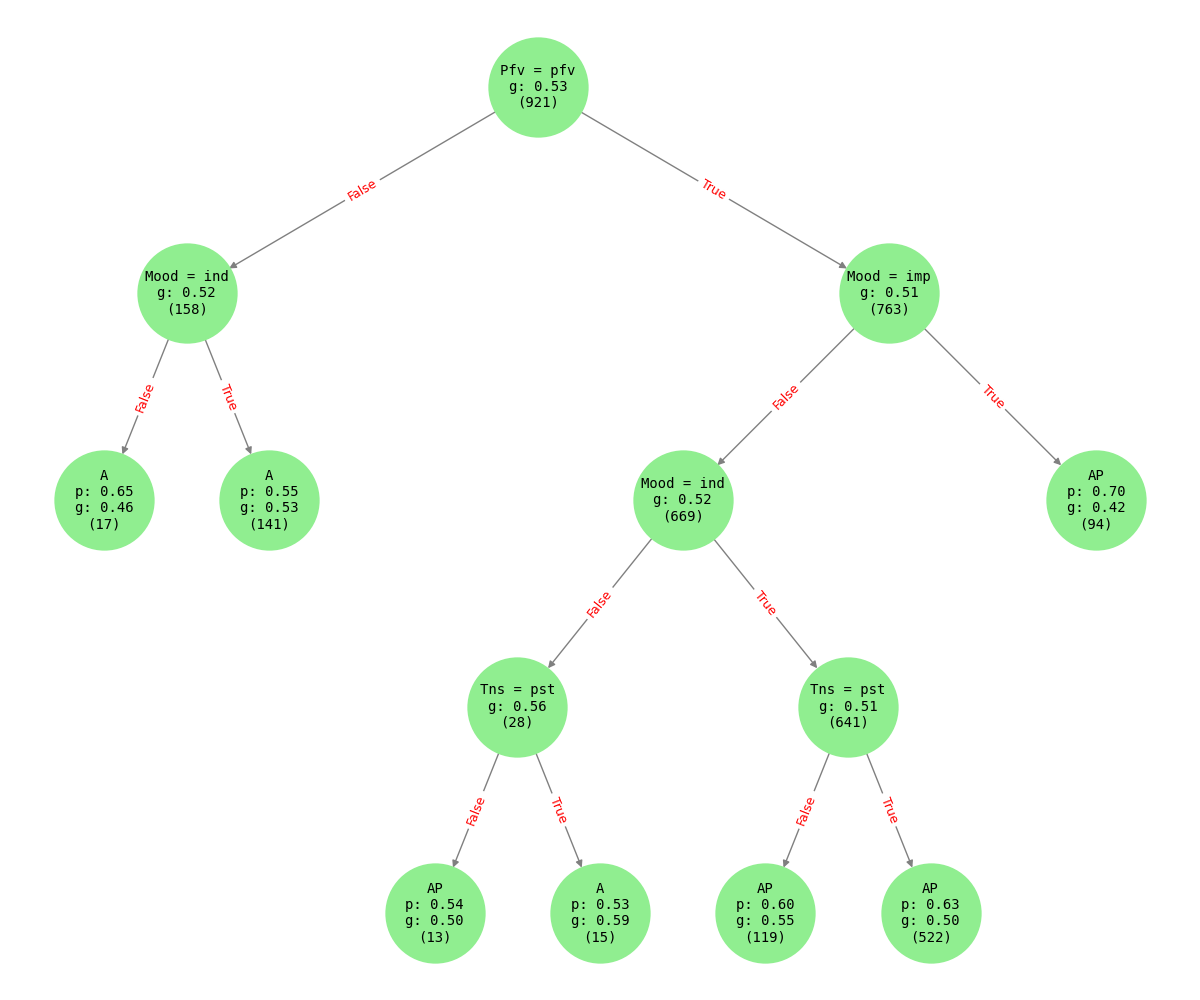 Pfv = pfv
g: 0.53
(921)
False
True
Mood = ind
g: 0.52
(158)
Mood = imp
g: 0.51
(763)
False
True
False
True
A
p: 0.65
g: 0.46
(17)
A
p: 0.55
g: 0.53
(141)
Mood = ind
g: 0.52
(669)
AP
p: 0.70
g: 0.42
(94)
False
True
Tns = pst
g: 0.56
(28)
Tns = pst
g: 0.51
(641)
False
True
False
True
AP
p: 0.54
g: 0.50
(13)
A
p: 0.53
g: 0.59
(15)
AP
p: 0.60
g: 0.55
(119)
AP
p: 0.63
g: 0.50
(522)